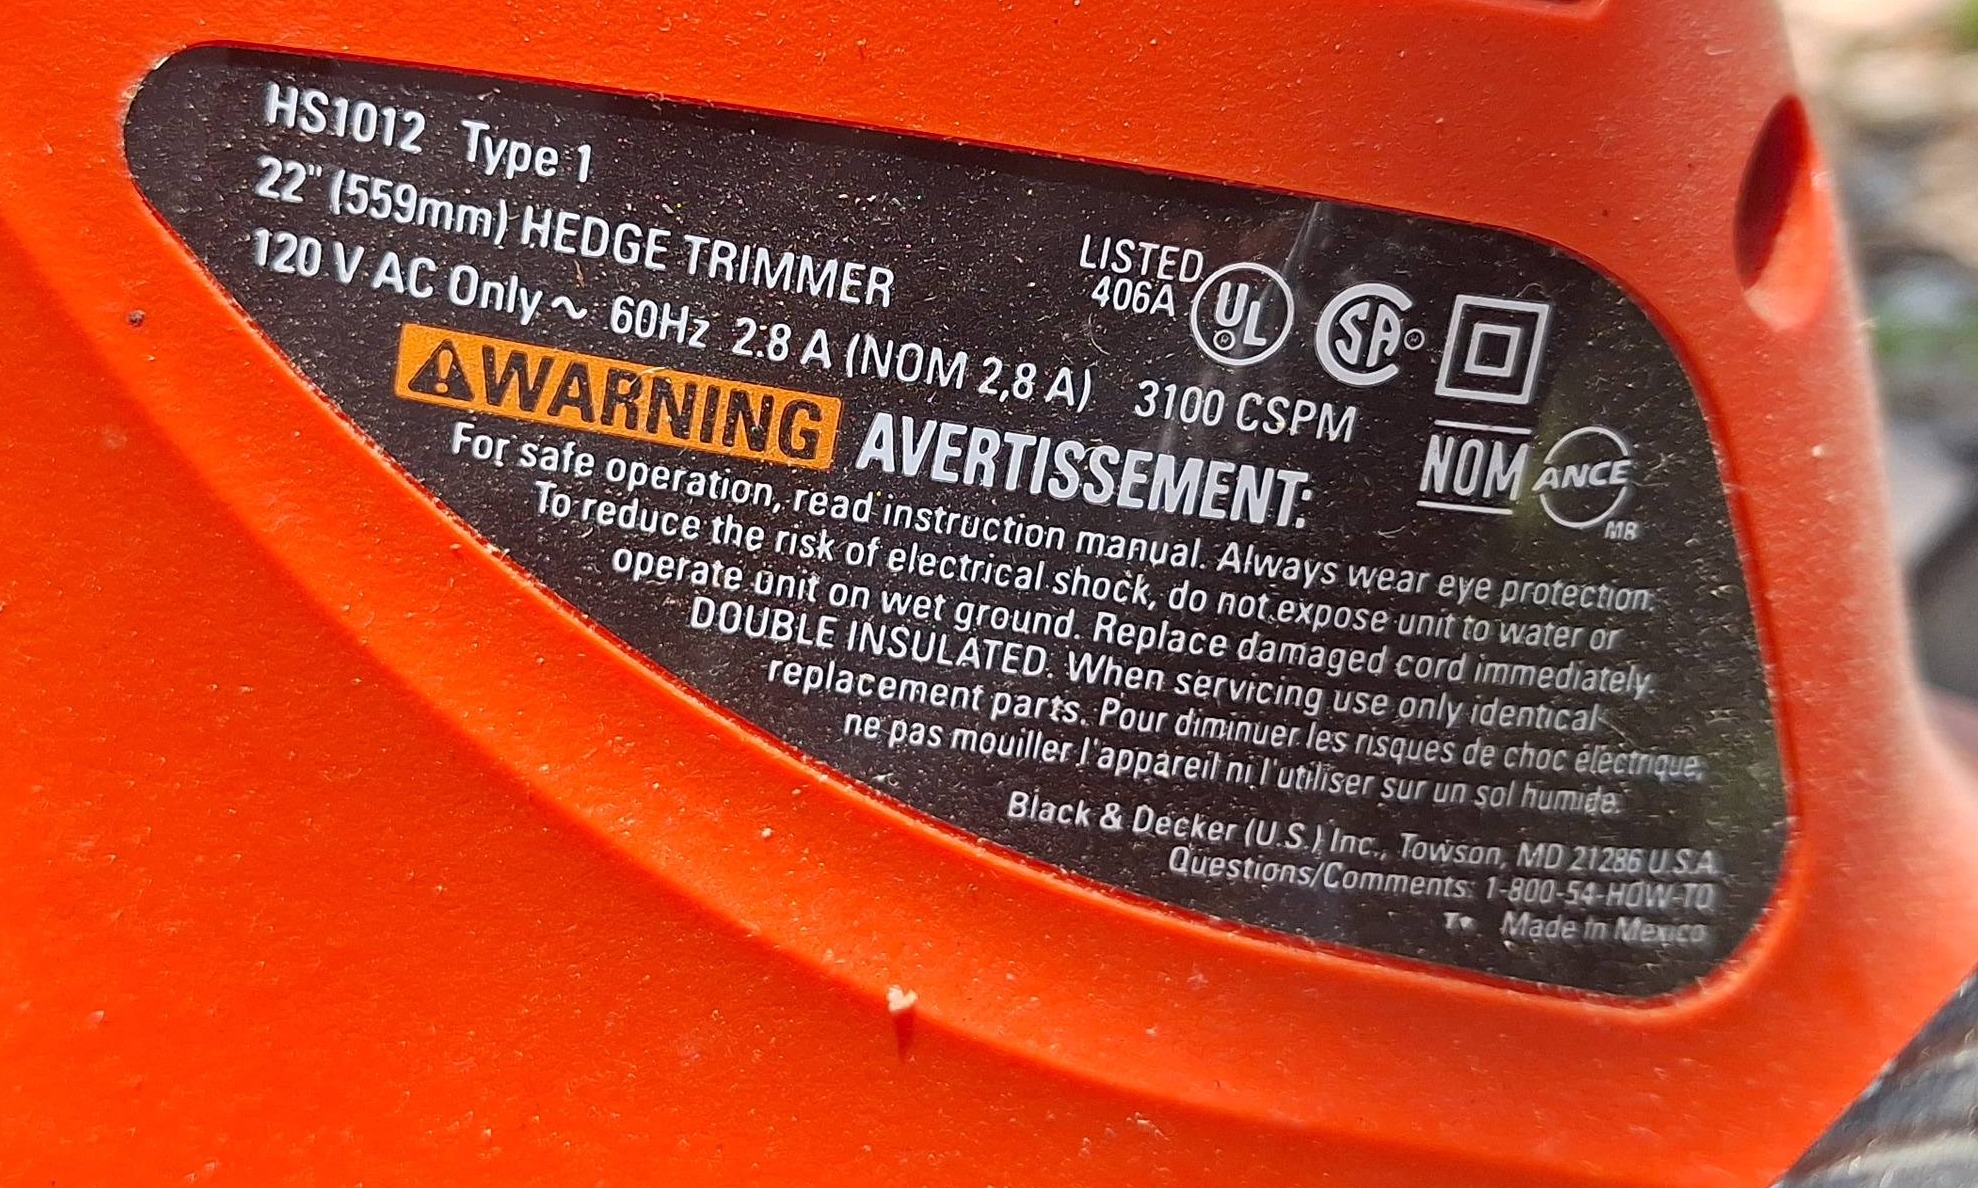 HS1012 Type 1
22" (559mm) HEDGE TRIMMER
120 V AC Only ~ 60Hz 2.8 A (NOM 2,8 A) 3100 CSPM
LISTED
406A
UL ®
SA ®
NOM ANCE
MR
⚠WARNING AVERTISSEMENT:
For safe operation, read instruction manual. Always wear eye protection.
To reduce the risk of electrical shock, do not expose unit to water or
operate unit on wet ground. Replace damaged cord immediately.
DOUBLE INSULATED. When servicing use only identical
replacement parts. Pour diminuer les risques de choc électrique,
ne pas mouiller l'appareil ni l'utiliser sur un sol humide.
Black & Decker (U.S.) Inc., Towson, MD 21286 U.S.A.
Questions/Comments: 1-800-54-HOW-TO
Made in Mexico